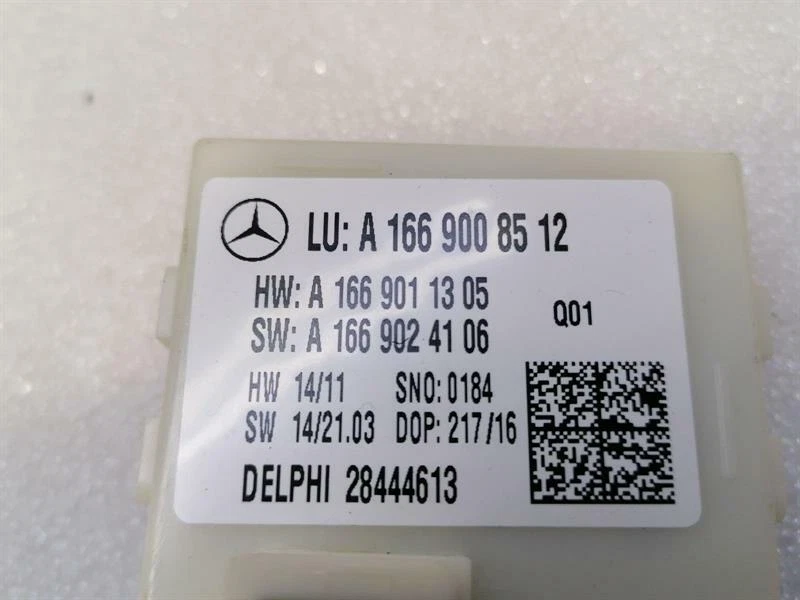 LU: A 166 900 85 12
HW: A 166 901 13 05
SW: A 166 902 41 06
Q01
HW 14/11 SNO: 0184
SW 14/21.03 DOP: 217/16
DELPHI 28444613